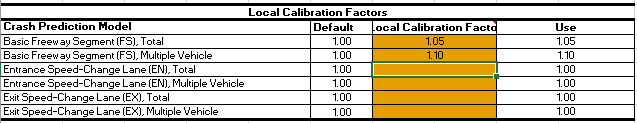 Local Calibration Factors
Crash Prediction Model Default .ocal Calibration Facto Use
Basic Freeway Segment (FS), Total 1.00 1.05 1.05
Basic Freeway Segment (FS), Multiple Vehicle 1.00 1.10 1.10
Entrance Speed-Change Lane (EN), Total 1.00 1.00
Entrance Speed-Change Lane (EN), Multiple Vehicle 1.00 1.00
Exit Speed-Change Lane (EX), Total 1.00 1.00
Exit Speed-Change Lane (EX), Multiple Vehicle 1.00 1.00